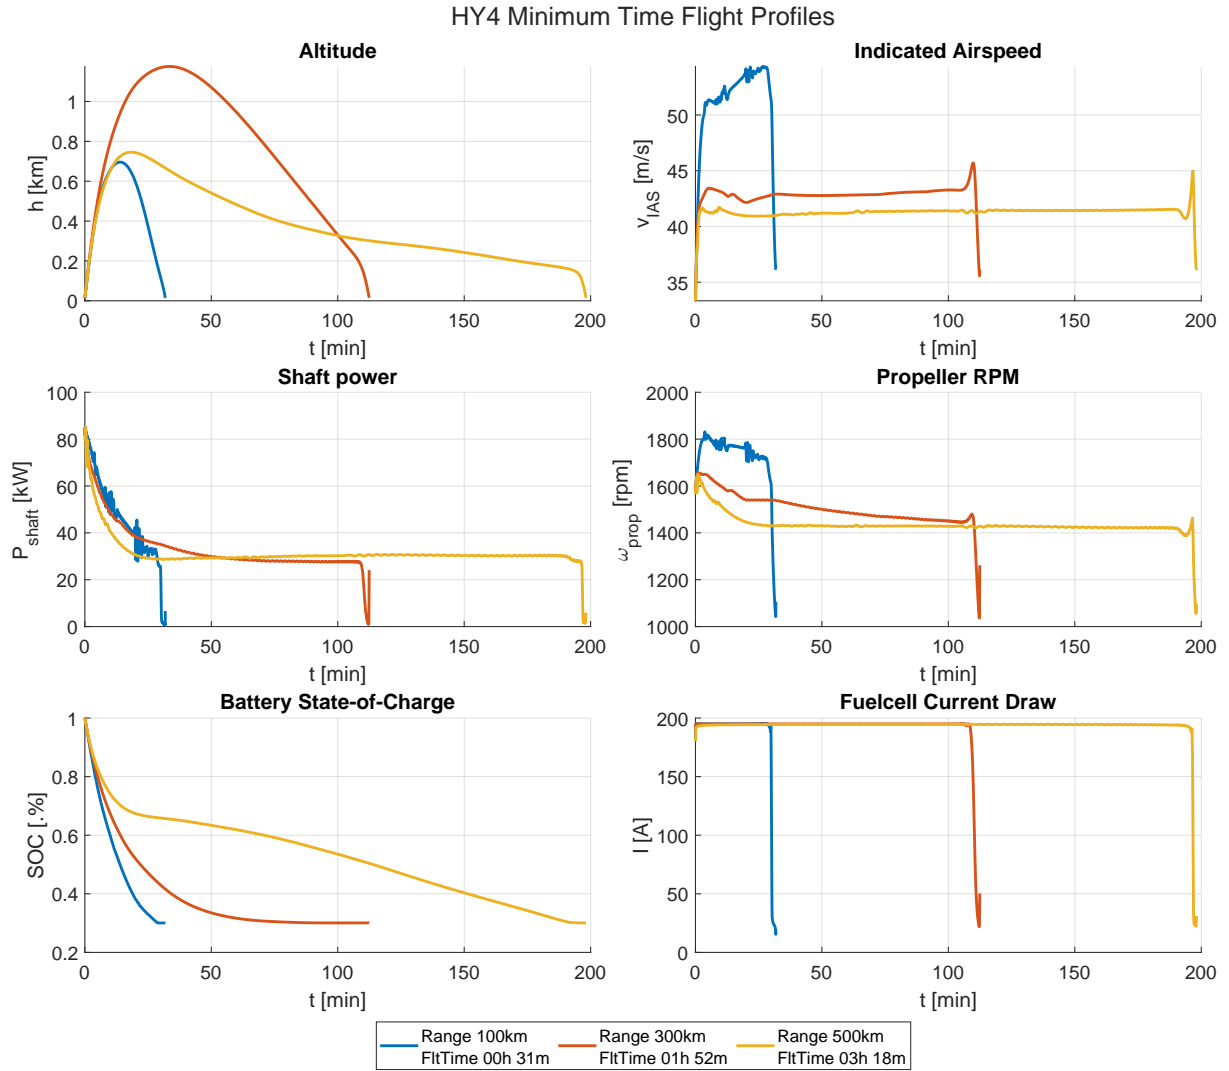 HY4 Minimum Time Flight Profiles
Altitude
h [km]
1
0.8
0.6
0.4
0.2
0
0 50 100 150 200
t [min]
Indicated Airspeed
v_IAS [m/s]
50
45
40
35
0 50 100 150 200
t [min]
Shaft power
P_shaft [kW]
100
80
60
40
20
0
0 50 100 150 200
t [min]
Propeller RPM
ω_prop [rpm]
2000
1800
1600
1400
1200
1000
0 50 100 150 200
t [min]
Battery State-of-Charge
SOC [.%]
1
0.8
0.6
0.4
0.2
0 50 100 150 200
t [min]
Fuelcell Current Draw
I [A]
200
150
100
50
0
0 50 100 150 200
t [min]
Range 100km
FltTime 00h 31m
Range 300km
FltTime 01h 52m
Range 500km
FltTime 03h 18m